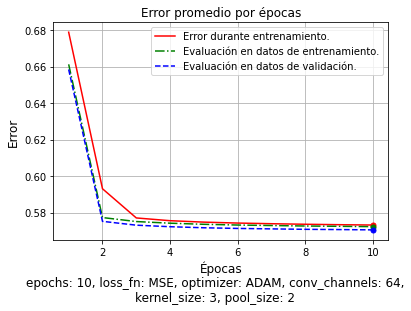 Error promedio por épocas
Error durante entrenamiento.
Evaluación en datos de entrenamiento.
Evaluación en datos de validación.
0.68
0.66
0.64
0.62
0.60
0.58
Error
2
4
6
8
10
Épocas
epochs: 10, loss_fn: MSE, optimizer: ADAM, conv_channels: 64,
kernel_size: 3, pool_size: 2